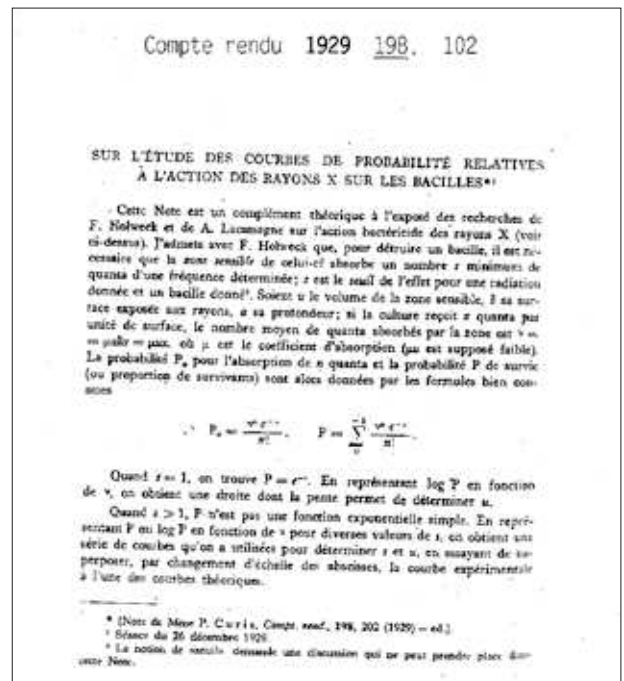 Compte rendu 1929 198. 102
SUR L'ÉTUDE DES COURBES DE PROBABILITÉ RELATIVES
À L'ACTION DES RAYONS X SUR LES BACILLES*¹
Cette Note est un complément théorique à l'exposé des recherches de
F. Holweck et de A. Lacassagne sur l'action bactéricide des rayons X (voir
ci-dessus). J'admets avec F. Holweck que, pour détruire un bacille, il est né-
cessaire que la zone sensible de celui-ci absorbe un nombre s minimum de
quanta d'une fréquence déterminée; s est le seuil de l'effet pour une radiation
donnée et un bacille donné². Soient u le volume de la zone sensible, sa sur-
face exposée aux rayons, a sa profondeur; si la culture reçoit x quanta par
unité de surface, le nombre moyen de quanta absorbés par la zone est ν =
où μ est le coefficient d'absorption (μa est supposé faible).
La probabilité Pₙ pour l'absorption de n quanta et la probabilité P de survie
(ou proportion de survivants) sont alors données par les formules bien con-
nues
Pₙ = νⁿ e⁻ᵛ / n!, P = Σ₀ˢ⁻¹ νⁿ e⁻ᵛ / n!.
Quand s = 1, on trouve P = e⁻ᵛ. En représentant log P en fonction
de ν, on obtient une droite dont la pente permet de déterminer u.
Quand s > 1, P n'est pas une fonction exponentielle simple. En repré-
sentant P ou log P en fonction de ν pour diverses valeurs de s, on obtient une
série de courbes qu'on a utilisées pour déterminer s et u, en essayant de su-
perposer, par changement d'échelle des abscisses, la courbe expérimentale
à l'une des courbes théoriques.
* [Note de Mme P. Curie, Compt. rend., 198, 202 (1929) — ed.]
¹ Séance du 26 décembre 1928.
² La notion de demande une discussion qui ne peut prendre place dans
cette Note.